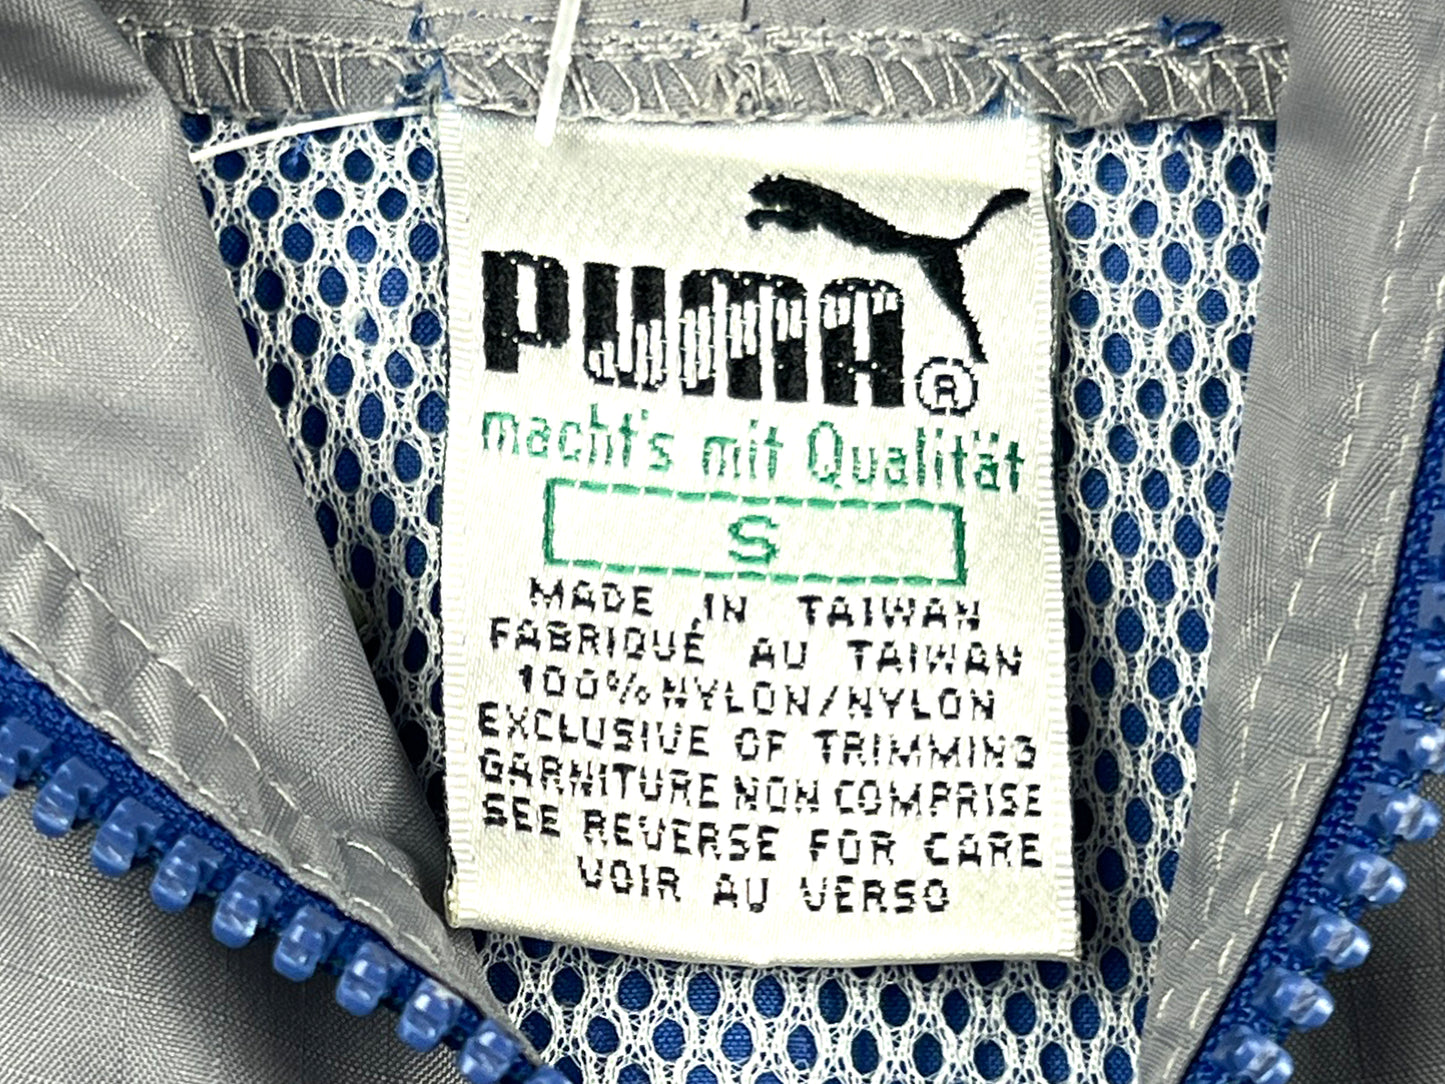 PUMA®
macht's mit Qualität
S
MADE IN TAIWAN
FABRIQUÉ AU TAIWAN
100% NYLON/NYLON
EXCLUSIVE OF TRIMMING
GARNITURE NON COMPRISE
SEE REVERSE FOR CARE
VOIR AU VERSO